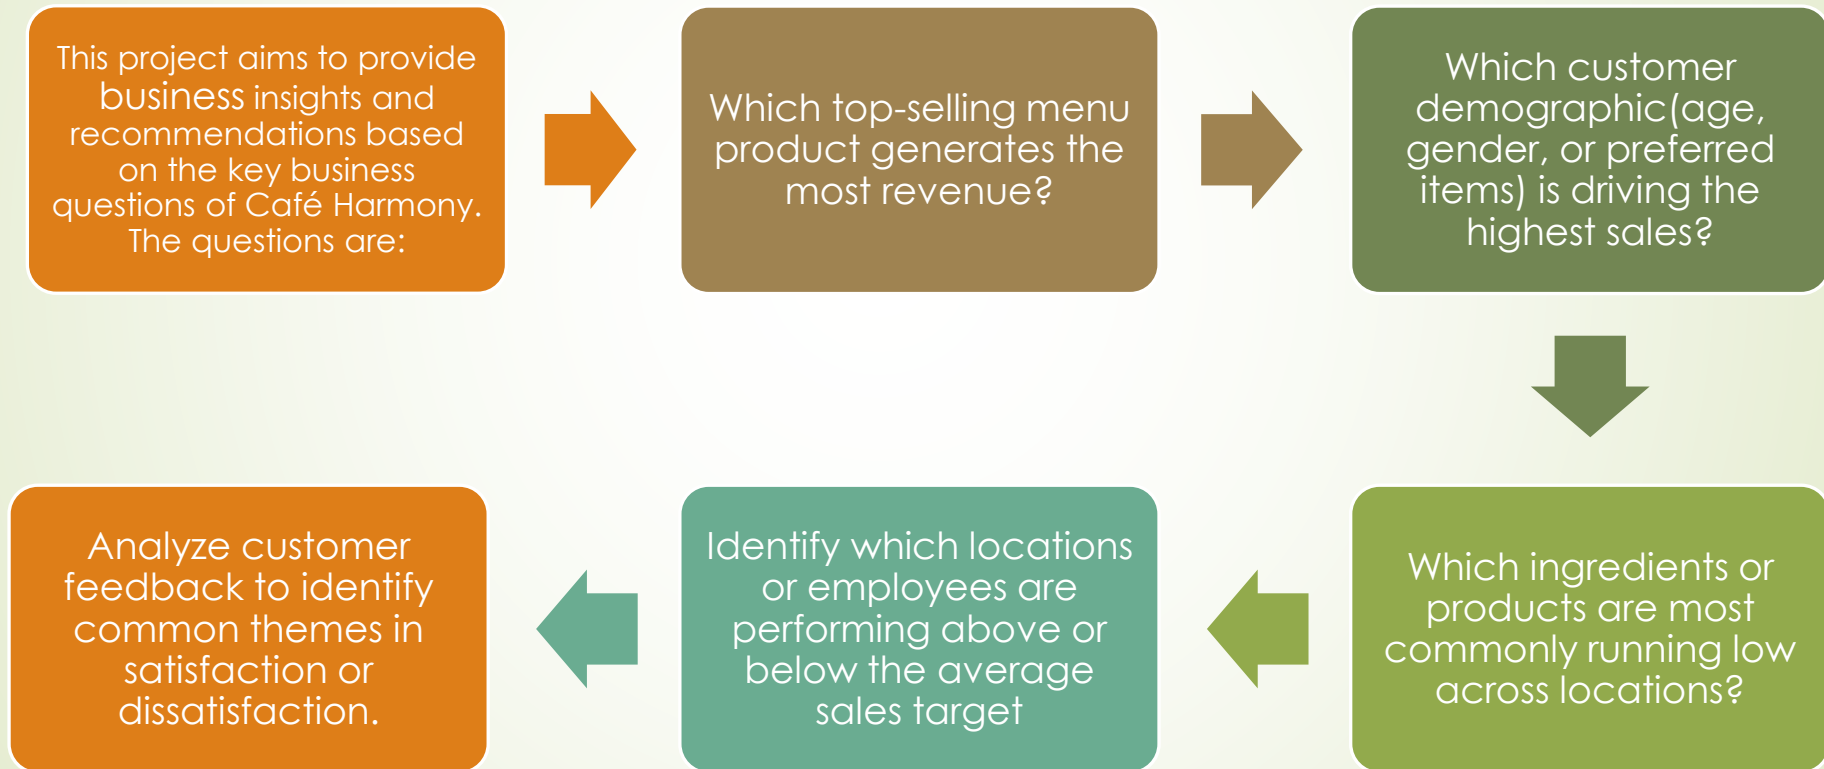 This project aims to provide
business insights and
recommendations based
on the key business
questions of Café Harmony.
The questions are:
Which top-selling menu
product generates the
most revenue?
Which customer
demographic(age,
gender, or preferred
items) is driving the
highest sales?
Which ingredients or
products are most
commonly running low
across locations?
Identify which locations
or employees are
performing above or
below the average
sales target
Analyze customer
feedback to identify
common themes in
satisfaction or
dissatisfaction.